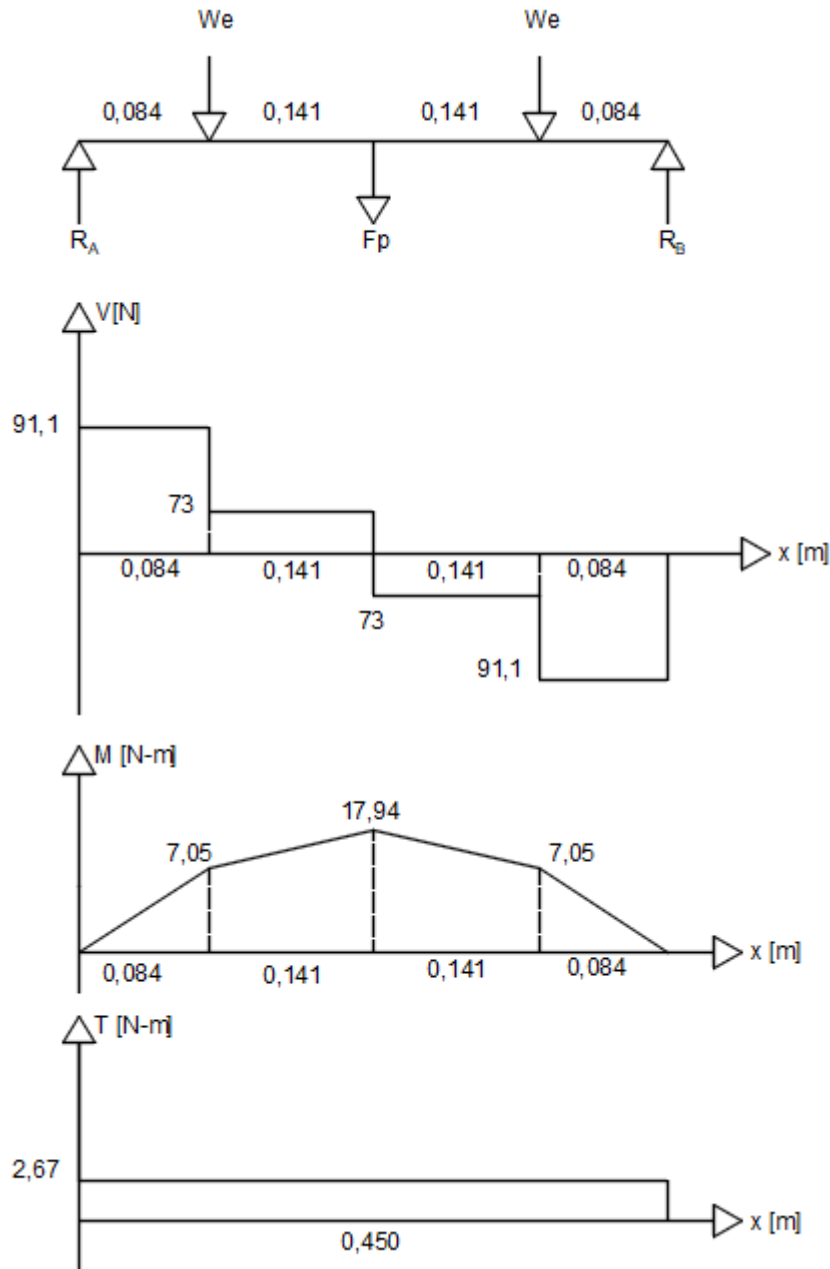 We We
0,084 0,141 0,141 0,084
R_A Fp R_B
V[N]
91,1
73
x [m]
0,084 0,141 0,141 0,084
73
91,1
M [N-m]
17,94
7,05 7,05
x [m]
0,084 0,141 0,141 0,084
T [N-m]
2,67
x [m]
0,450